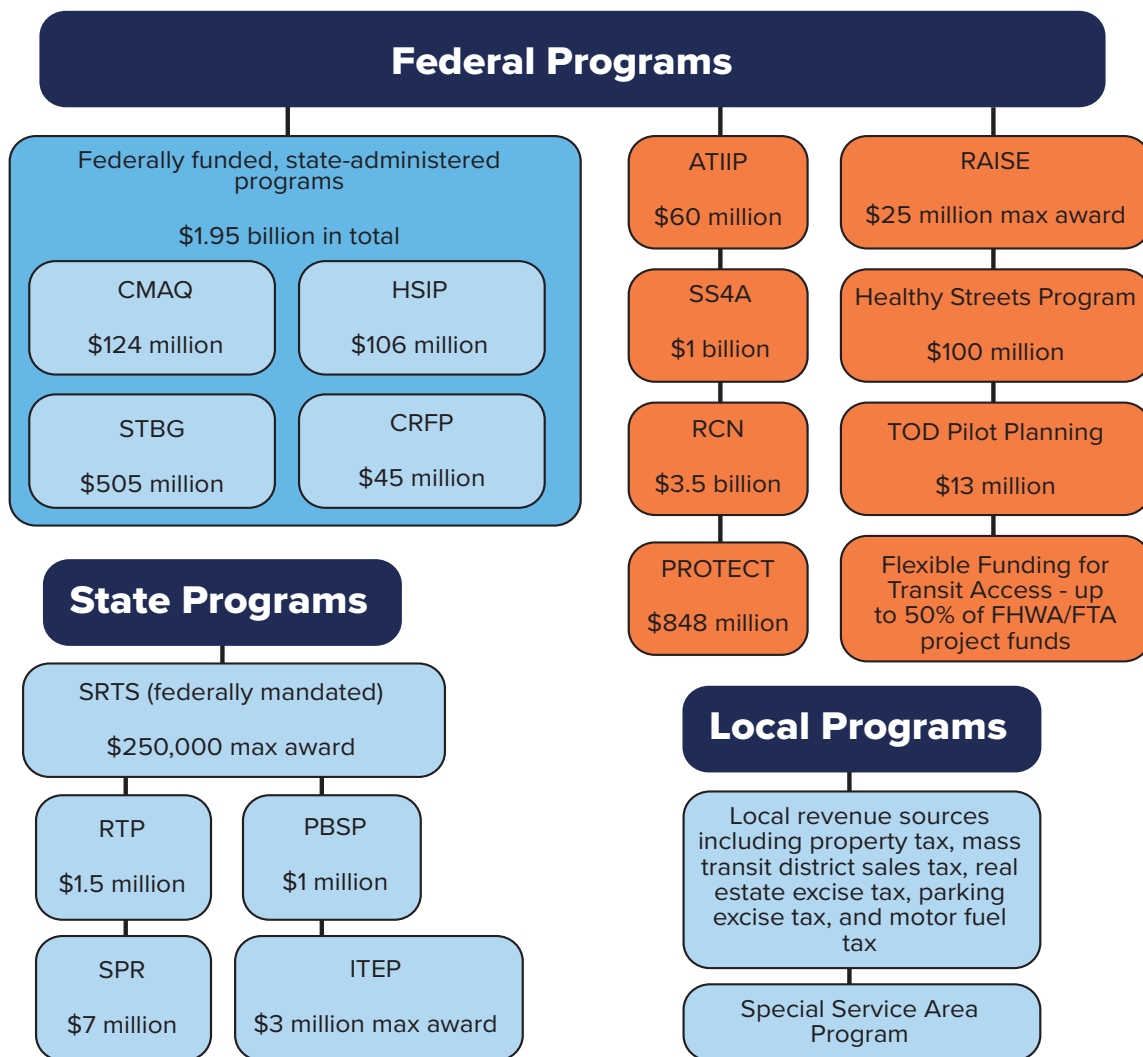 Federal Programs
Federally funded, state-administered
programs
$1.95 billion in total
CMAQ
$124 million
HSIP
$106 million
STBG
$505 million
CRFP
$45 million
ATIIP
$60 million
SS4A
$1 billion
RCN
$3.5 billion
PROTECT
$848 million
RAISE
$25 million max award
Healthy Streets Program
$100 million
TOD Pilot Planning
$13 million
Flexible Funding for
Transit Access - up
to 50% of FHWA/FTA
project funds
State Programs
SRTS (federally mandated)
$250,000 max award
RTP
$1.5 million
PBSP
$1 million
SPR
$7 million
ITEP
$3 million max award
Local Programs
Local revenue sources
including property tax, mass
transit district sales tax, real
estate excise tax, parking
excise tax, and motor fuel
tax
Special Service Area
Program